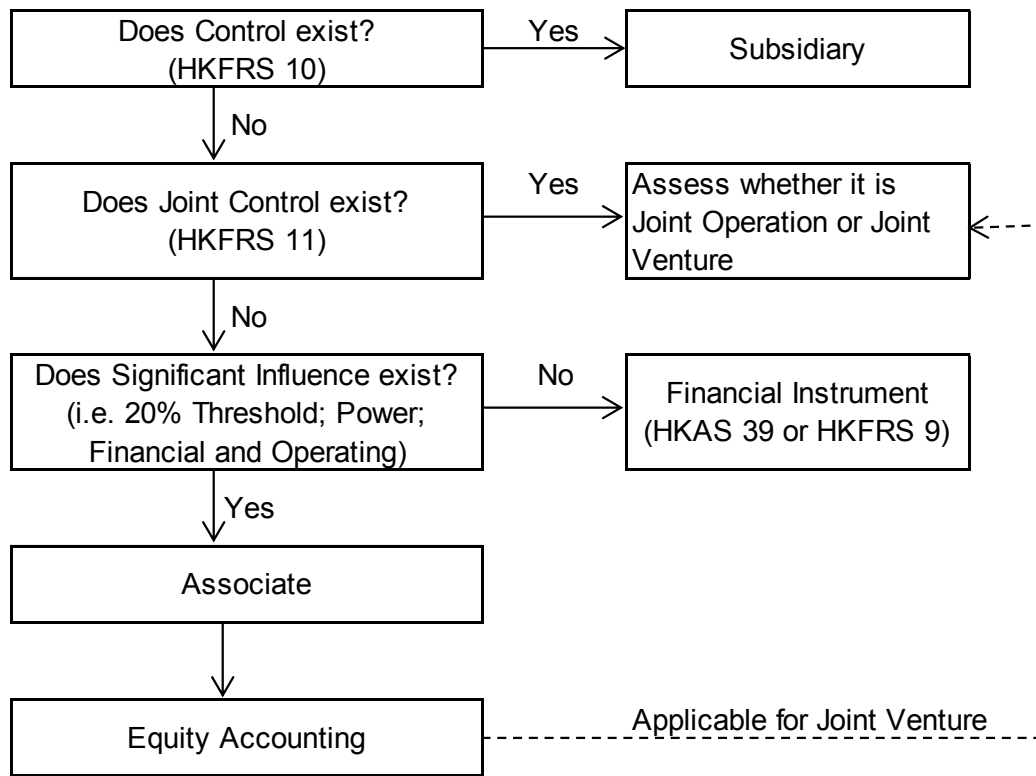 Does Control exist?
(HKFRS 10)
Yes
Subsidiary
No
Does Joint Control exist?
(HKFRS 11)
Yes
Assess whether it is
Joint Operation or Joint
Venture
No
Does Significant Influence exist?
(i.e. 20% Threshold; Power;
Financial and Operating)
No
Financial Instrument
(HKAS 39 or HKFRS 9)
Yes
Associate
Equity Accounting
Applicable for Joint Venture